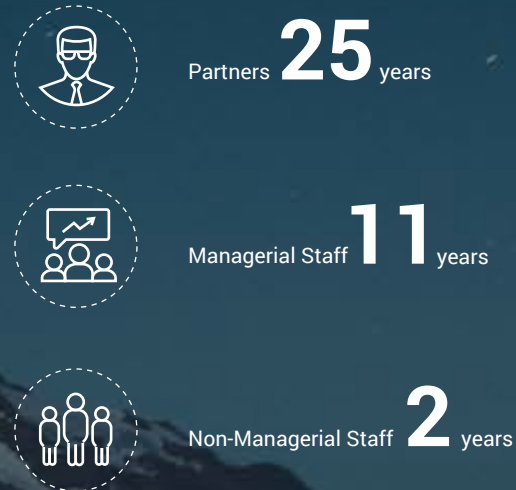 Partners 25 years
Managerial Staff 11 years
Non-Managerial Staff 2 years